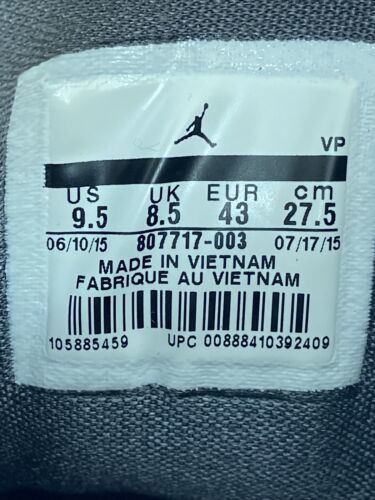 VP
US UK EUR cm
9.5 8.5 43 27.5
06/10/15 807717-003 07/17/15
MADE IN VIETNAM
FABRIQUE AU VIETNAM
105885459 UPC 00888410392409